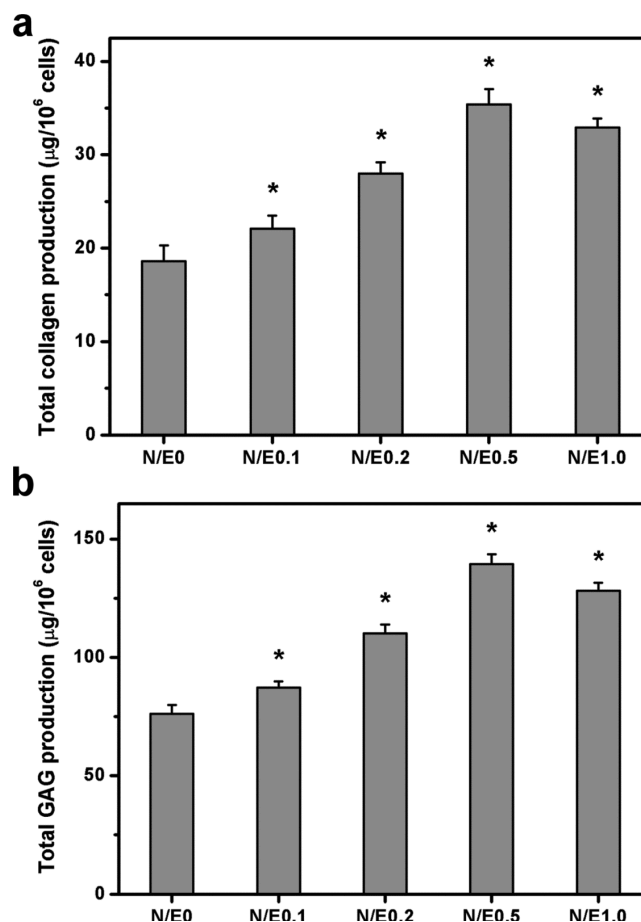 a
Total collagen production (μg/10⁶ cells)
40
30
20
10
0
*
*
*
*
N/E0 N/E0.1 N/E0.2 N/E0.5 N/E1.0
b
Total GAG production (μg/10⁶ cells)
150
100
50
0
*
*
*
*
N/E0 N/E0.1 N/E0.2 N/E0.5 N/E1.0